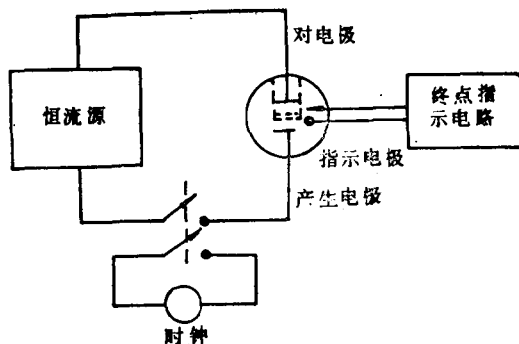 对电极
恒流源
终点指
示电路
指示电极
产生电极
时钟